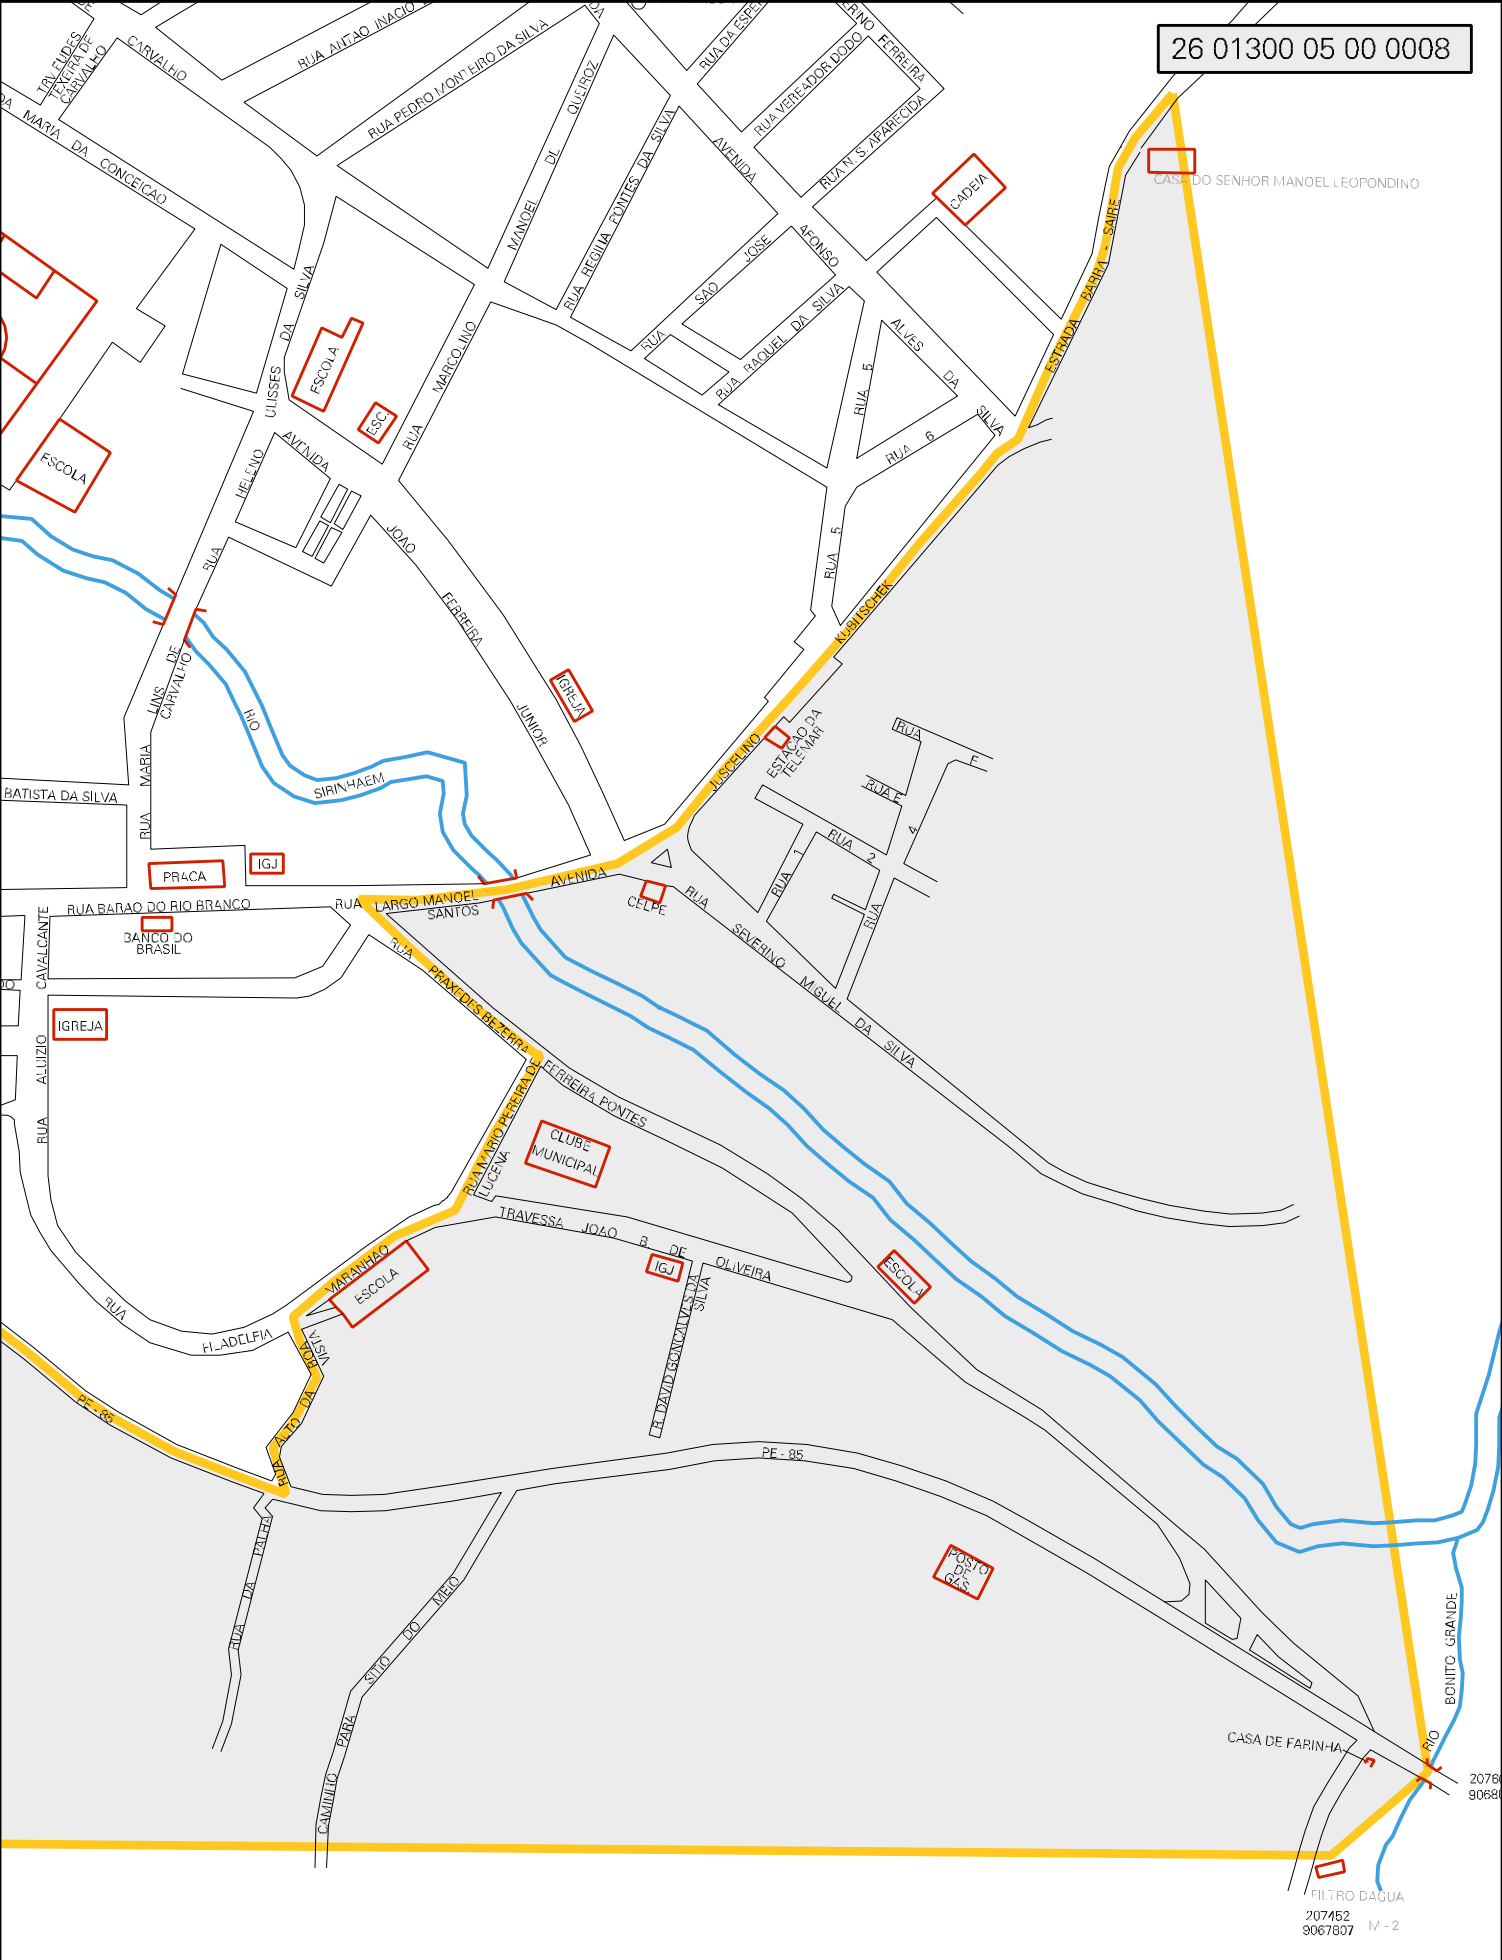 26 01300 05 00 0008
TRV. EUDES
TEXEIRA DE
CARVALHO
CARVALHO
RUA ANTAO INACIO
RUA PEDRO MONTEIRO DA SILVA
MARIA DA CONCEICAO
MANOEL DE QUEIROZ
RUA REGINA PONTES DA SILVA
RUA VEREADOR DODO
FERREIRA
RUA N. S. APARECIDA
AVENIDA AFONSO ALVES DA SILVA
CADEIA
CASA DO SENHOR MANOEL LEOPONDINO
ESTRADA BARRA - SAIRE
RUA SAO JOSE
RUA RAQUEL DA SILVA
RUA 5
RUA 6
RUA 5
RUA MARCOLINO
ESCOLA
ESC.
ESCOLA
RUA HELENO ULISSES DA SILVA
AVENIDA JOAO FERREIRA JUNIOR
IGREJA
RUA MARIA LINS DE
CARVALHO
RIO SIRINHAEM
BATISTA DA SILVA
PRACA
IGJ
RUA BARAO DO RIO BRANCO
BANCO DO
BRASIL
RUA ALUIZIO CAVALCANTE
IGREJA
RUA LARGO MANOEL
SANTOS
AVENIDA JUSCELINO KUBITSCHEK
ESTACAO DA
TELEMAR
CELPE
RUA F
RUA E
RUA 4
RUA 2
RUA 1
RUA SEVERINO MIGUEL DA SILVA
RUA PRAXEDES BEZERRA
FERREIRA PONTES
RUA MARIO PEREIRA DE
LUCENA
CLUBE
MUNICIPAL
TRAVESSA JOAO B. DE OLIVEIRA
IGJ
R. DAVID GONCALVES DA
SILVA
ESCOLA
MARANHAO
ESCOLA
RUA FILADELFIA
RUA ALTO DA BOA
VISTA
PE - 85
PE - 85
RUA DA PALHA
CAMINHO PARA SITIO DO MEIO
POSTO
DE
GAS.
CASA DE FARINHA
RIO BONITO GRANDE
FILTRO DAGUA
207452
9067807
M - 2